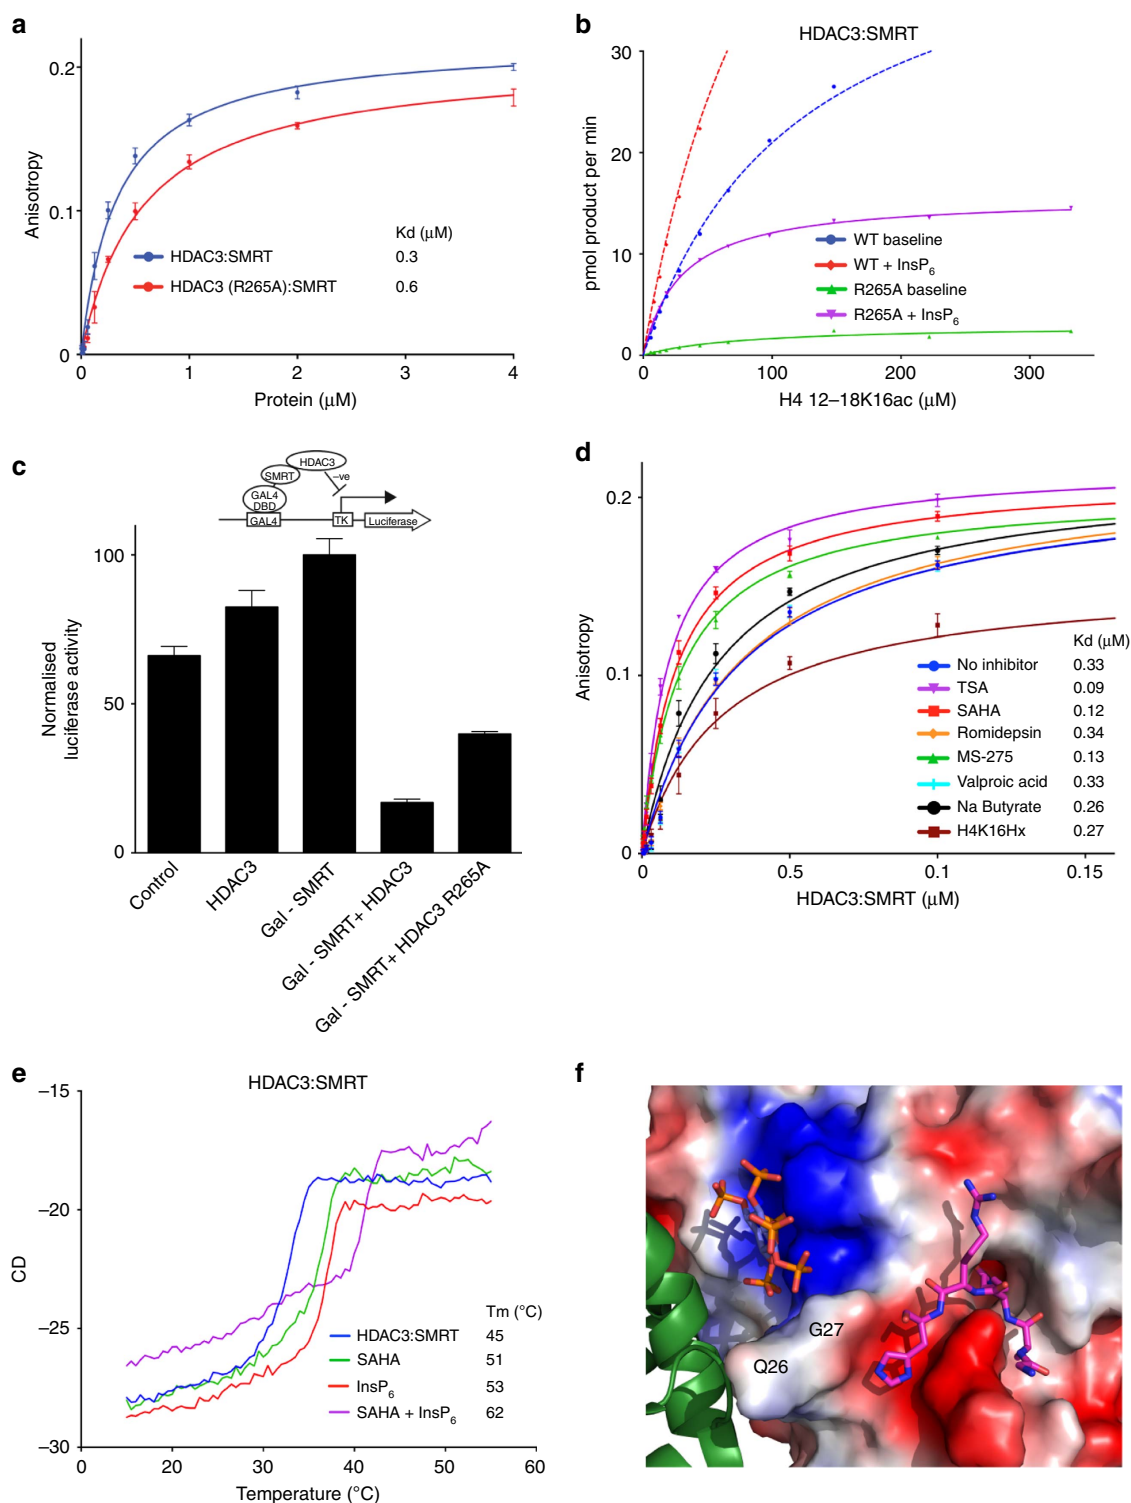 a
0.2
0.1
0
Anisotropy
Kd (μM)
HDAC3:SMRT 0.3
HDAC3 (R265A):SMRT 0.6
0 1 2 3 4
Protein (μM)
b
HDAC3:SMRT
30
20
10
0
pmol product per min
WT baseline
WT + InsP6
R265A baseline
R265A + InsP6
0 100 200 300
H4 12–18K16ac (μM)
c
HDAC3
SMRT
–ve
GAL4
DBD
GAL4
TK
Luciferase
100
50
0
Normalised
luciferase activity
Control
HDAC3
Gal - SMRT
Gal - SMRT+ HDAC3
Gal - SMRT+ HDAC3 R265A
d
0.2
0.1
0
Anisotropy
Kd (μM)
No inhibitor 0.33
TSA 0.09
SAHA 0.12
Romidepsin 0.34
MS-275 0.13
Valproic acid 0.33
Na Butyrate 0.26
H4K16Hx 0.27
0 0.5 0.1 0.15
HDAC3:SMRT (μM)
e
HDAC3:SMRT
–15
–20
–25
–30
CD
Tm (°C)
HDAC3:SMRT 45
SAHA 51
InsP6 53
SAHA + InsP6 62
0 20 30 40 50 60
Temperature (°C)
f
G27
Q26